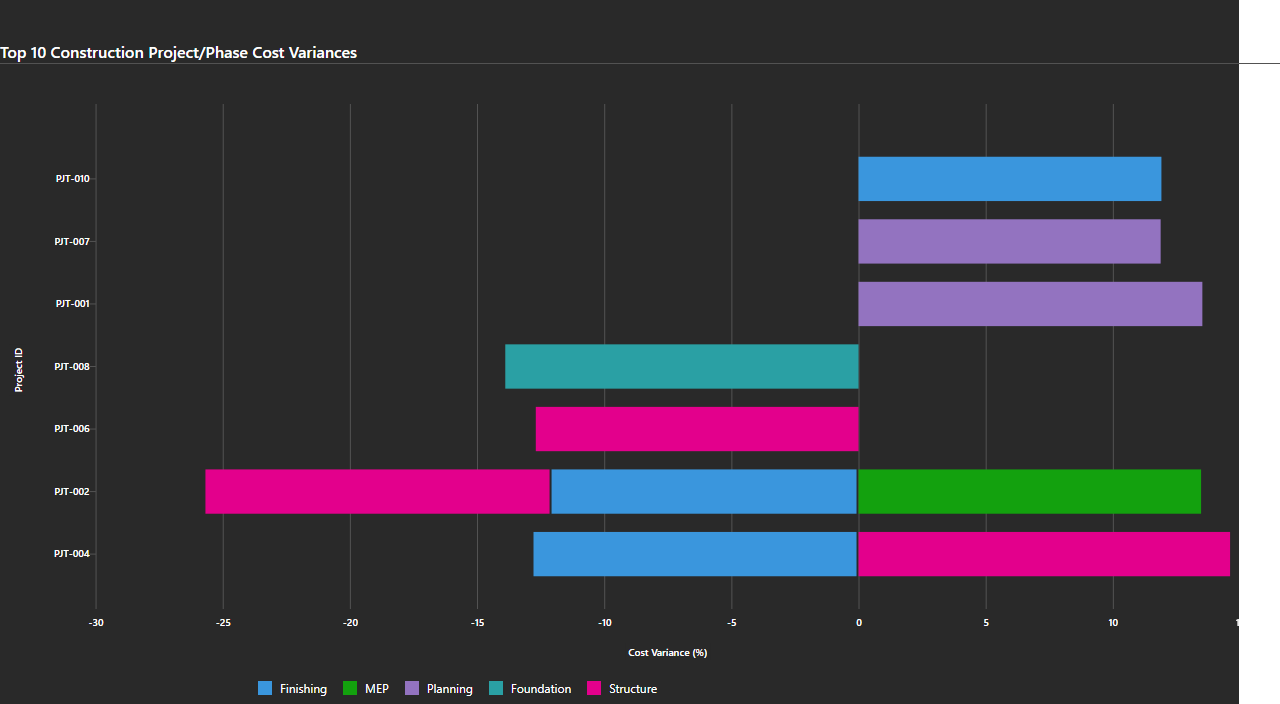 Top 10 Construction Project/Phase Cost Variances
PJT-010
PJT-007
PJT-001
PJT-008
PJT-006
PJT-002
PJT-004
Project ID
-30 -25 -20 -15 -10 -5 0 5 10
Cost Variance (%)
Finishing MEP Planning Foundation Structure